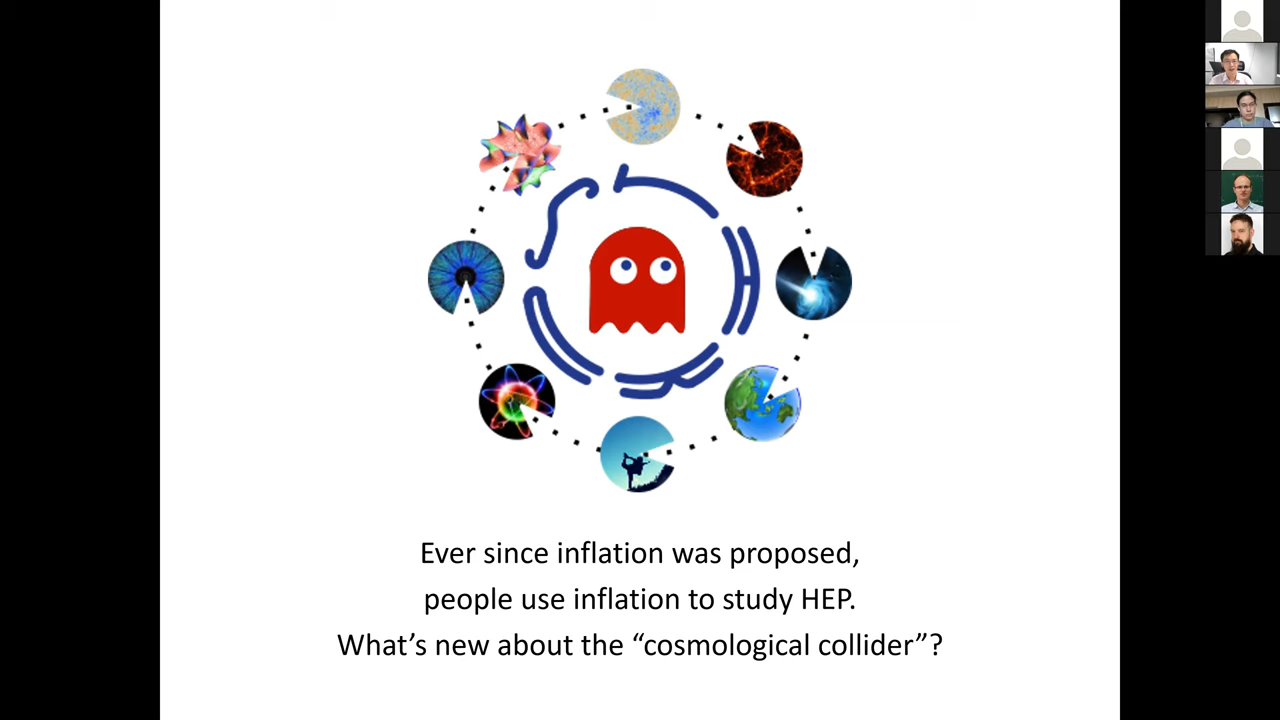 Ever since inflation was proposed,
people use inflation to study HEP.
What's new about the “cosmological collider”?